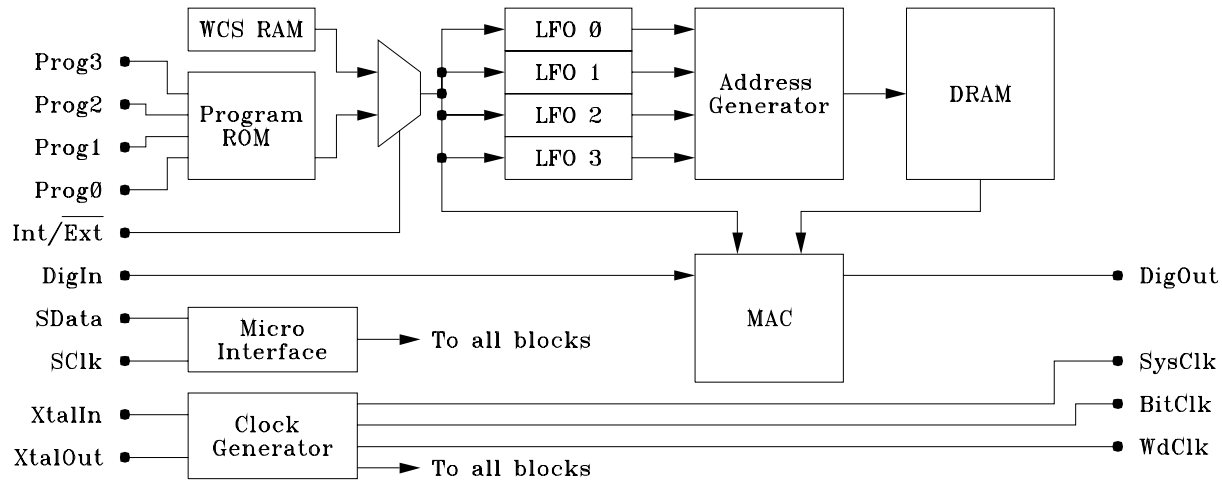 WCS RAM
LFO 0
Prog3
LFO 1
Address
Generator
DRAM
Prog2
Program
ROM
LFO 2
Prog1
LFO 3
Prog0
Int/Ext
DigIn
DigOut
MAC
SData
Micro
Interface
To all blocks
SClk
SysClk
XtalIn
Clock
Generator
BitClk
WdClk
XtalOut
To all blocks